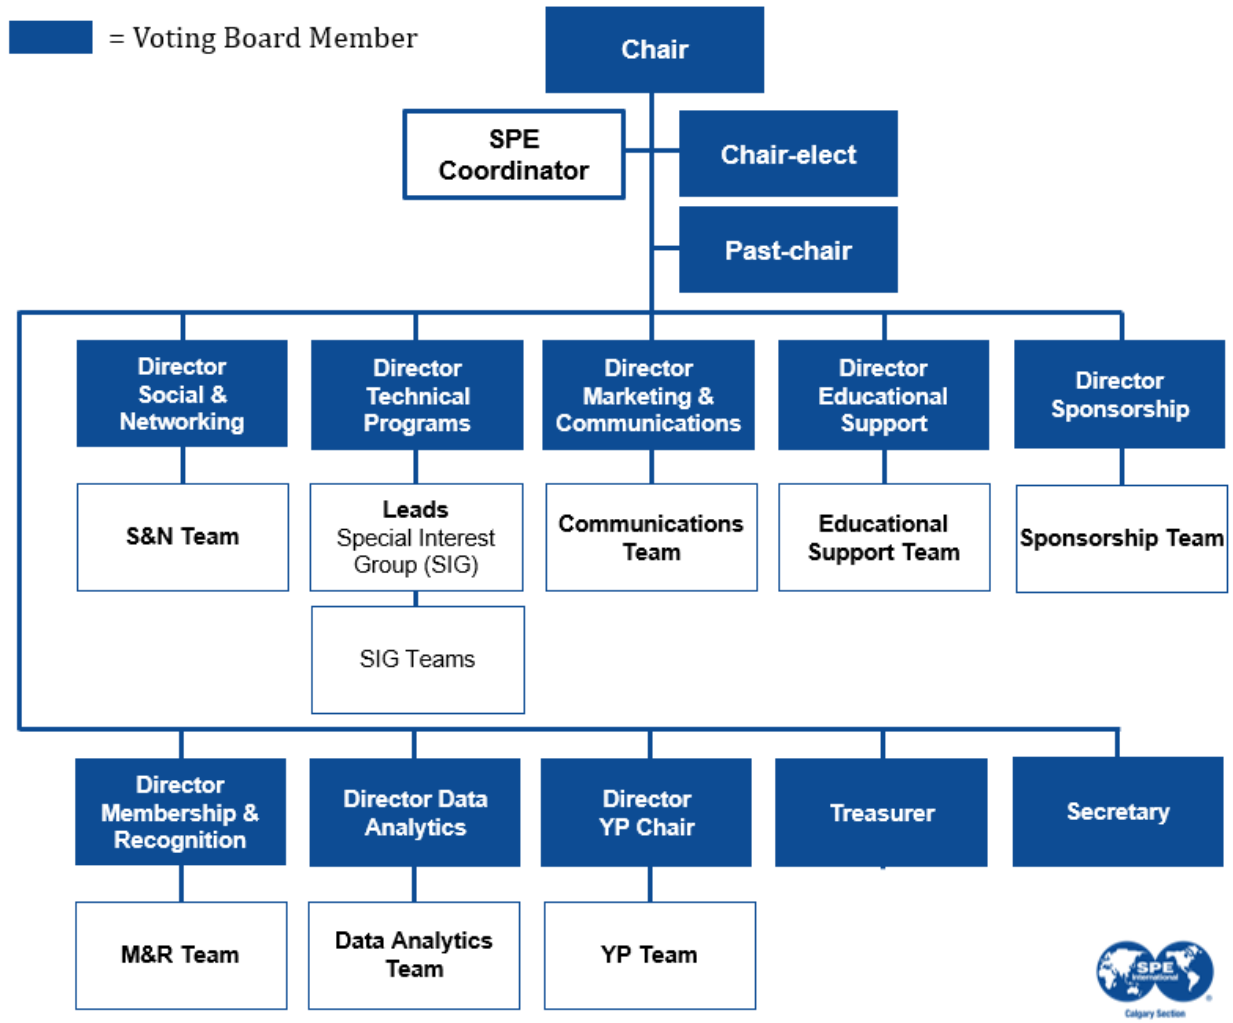 = Voting Board Member
Chair
SPE
Coordinator
Chair-elect
Past-chair
Director
Social &
Networking
Director
Technical
Programs
Director
Marketing &
Communications
Director
Educational
Support
Director
Sponsorship
S&N Team
Leads
Special Interest
Group (SIG)
Communications
Team
Educational
Support Team
Sponsorship Team
SIG Teams
Director
Membership &
Recognition
Director Data
Analytics
Director
YP Chair
Treasurer
Secretary
M&R Team
Data Analytics
Team
YP Team
SPE
International
Calgary Section